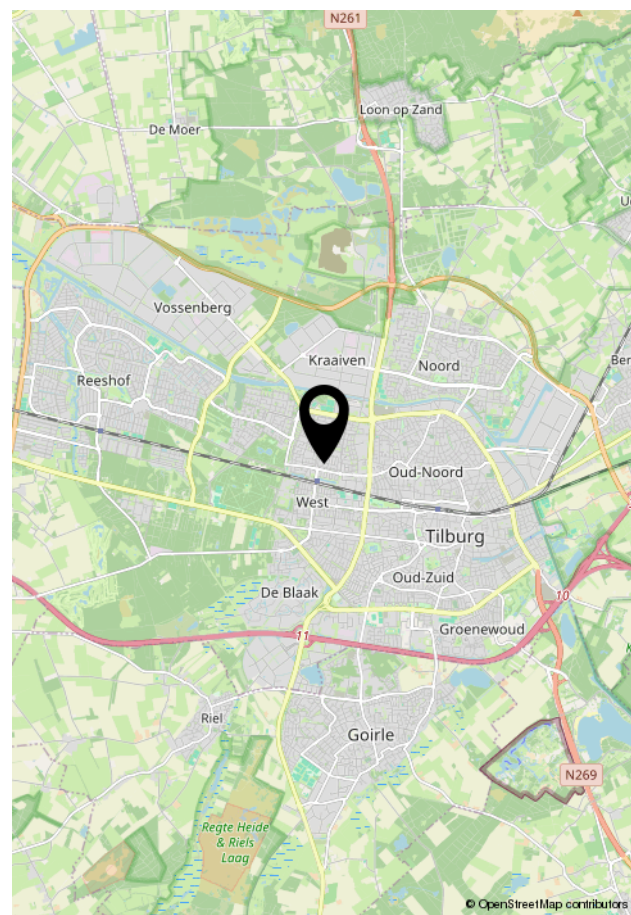 N261
Loon op Zand
De Moer
Vossenberg
Kraaiven
Noord
Reeshof
Oud-Noord
West
Tilburg
Oud-Zuid
De Blaak
10
Groenewoud
11
Riel
Goirle
N269
Regte Heide
& Riels
Laag
© OpenStreetMap contributors